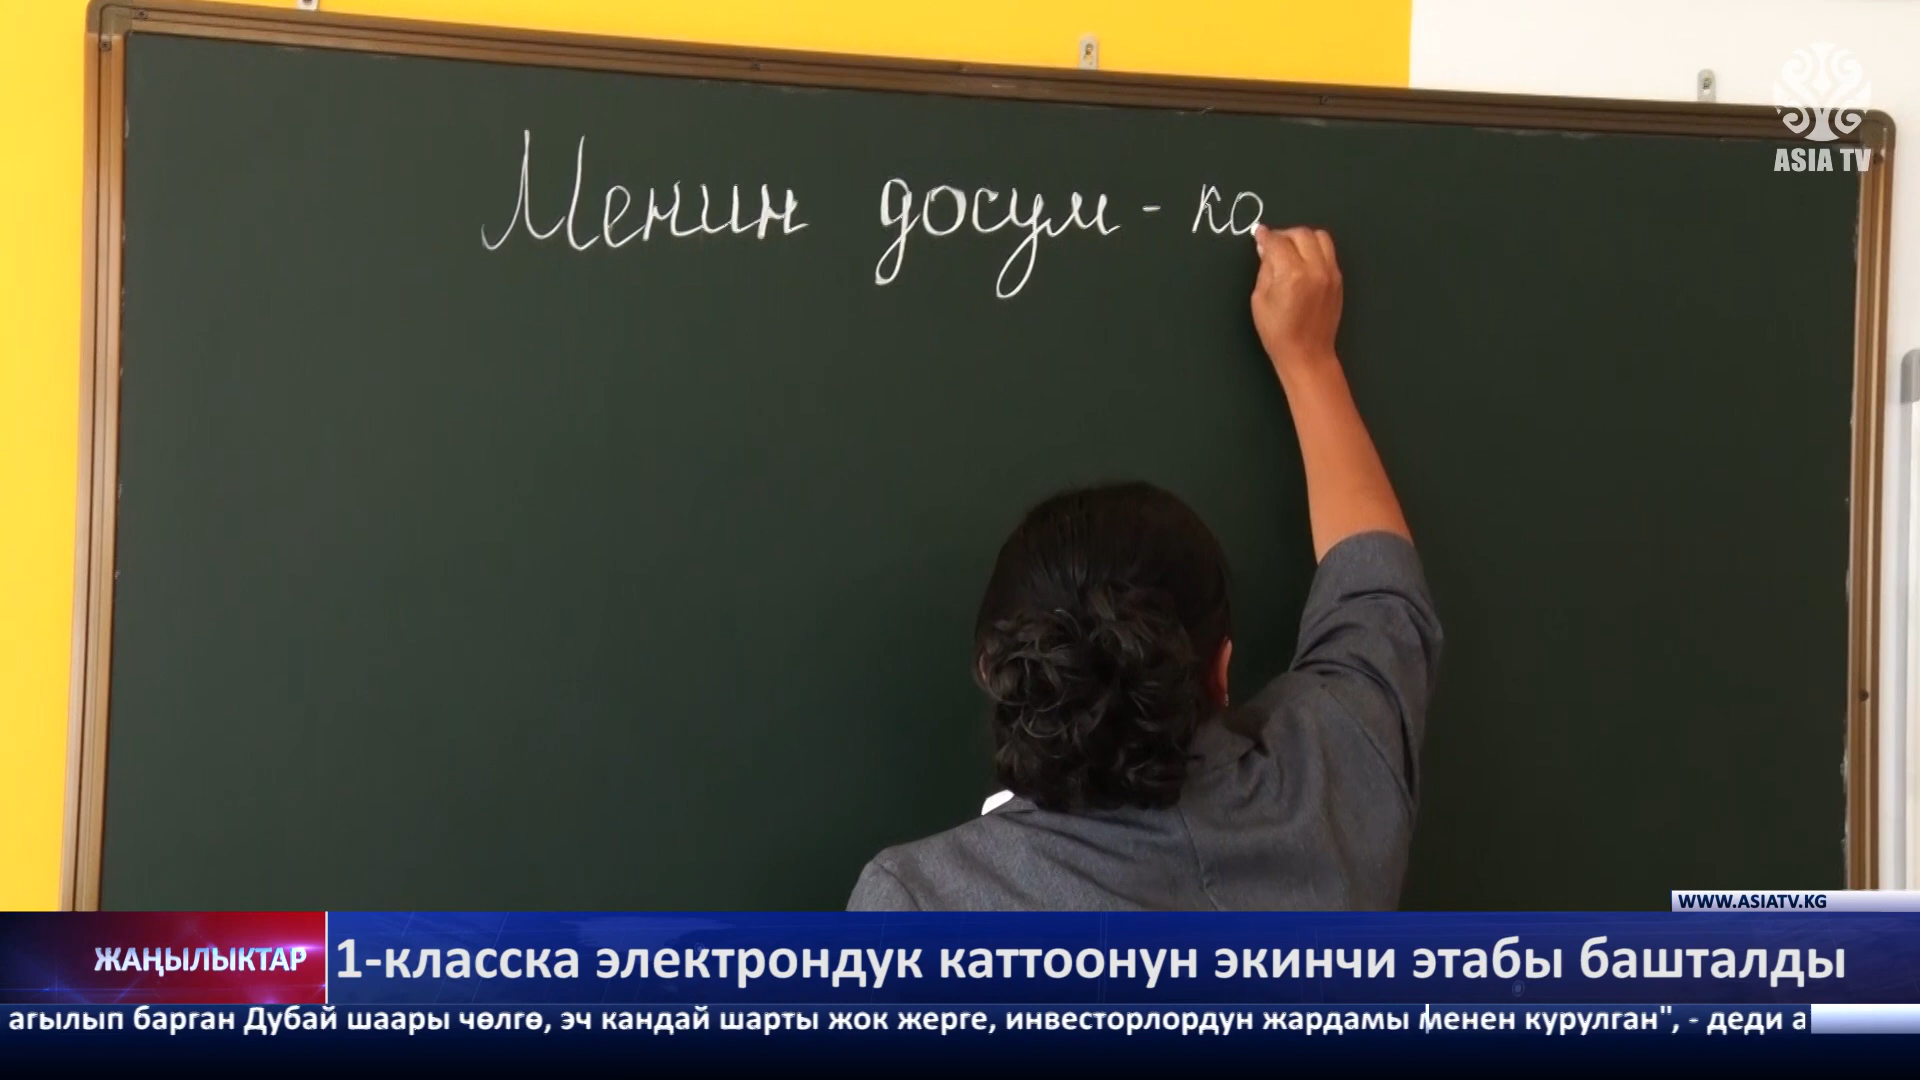 ASIA TV
Менин досум - ка
WWW.ASIATV.KG
ЖАҢЫЛЫКТАР
1-класска электрондук каттоонун экинчи этабы башталды
агылып барган Дубай шаары чөлгө, эч кандай шарты жок жерге, инвесторлордун жардамы менен курулган", - деди а